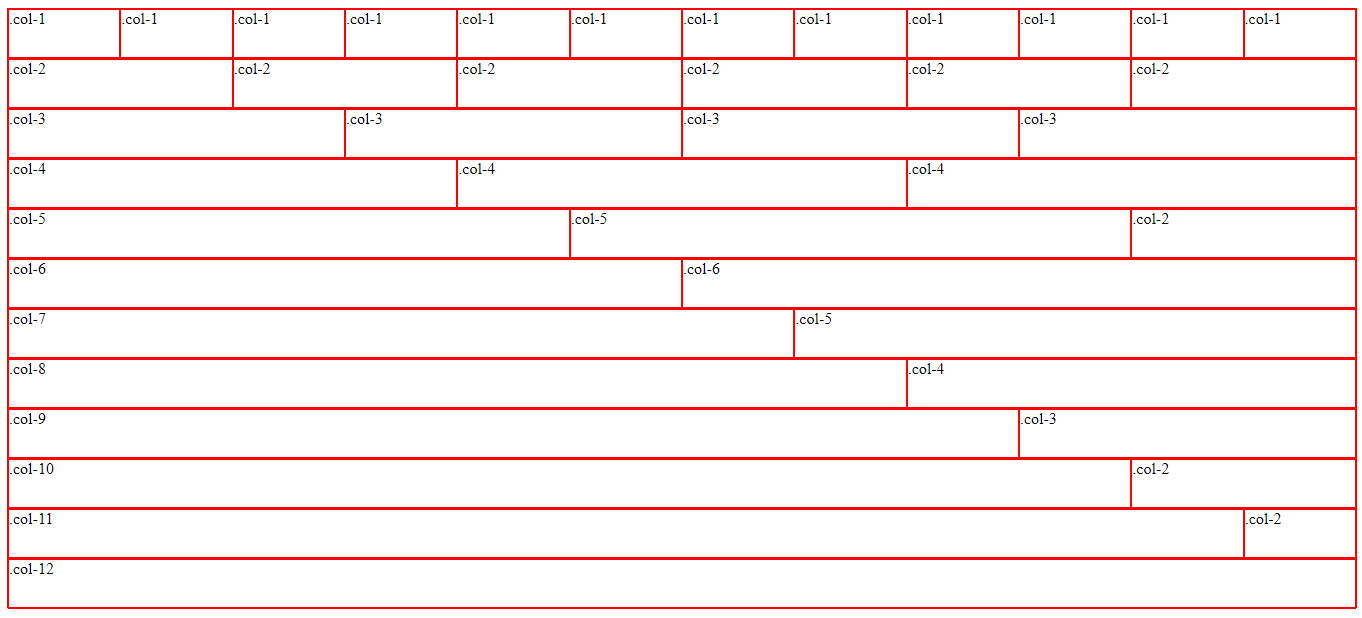 .col-1 .col-1 .col-1 .col-1 .col-1 .col-1 .col-1 .col-1 .col-1 .col-1 .col-1 .col-1
.col-2 .col-2 .col-2 .col-2 .col-2 .col-2
.col-3 .col-3 .col-3 .col-3
.col-4 .col-4 .col-4
.col-5 .col-5 .col-2
.col-6 .col-6
.col-7 .col-5
.col-8 .col-4
.col-9 .col-3
.col-10 .col-2
.col-11 .col-2
.col-12